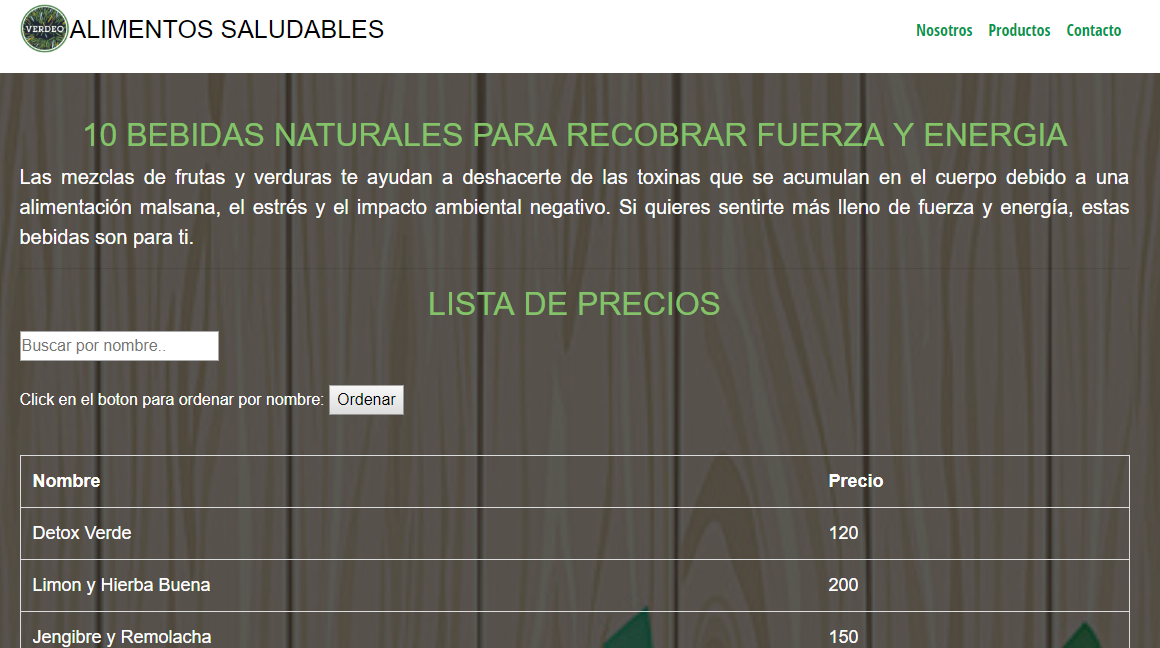 VERDEO
ALIMENTOS SALUDABLES
Nosotros Productos Contacto
10 BEBIDAS NATURALES PARA RECOBRAR FUERZA Y ENERGIA
Las mezclas de frutas y verduras te ayudan a deshacerte de las toxinas que se acumulan en el cuerpo debido a una
alimentación malsana, el estrés y el impacto ambiental negativo. Si quieres sentirte más lleno de fuerza y energía, estas
bebidas son para ti.
LISTA DE PRECIOS
Buscar por nombre..
Click en el boton para ordenar por nombre: Ordenar
Nombre Precio
Detox Verde 120
Limon y Hierba Buena 200
Jengibre y Remolacha 150